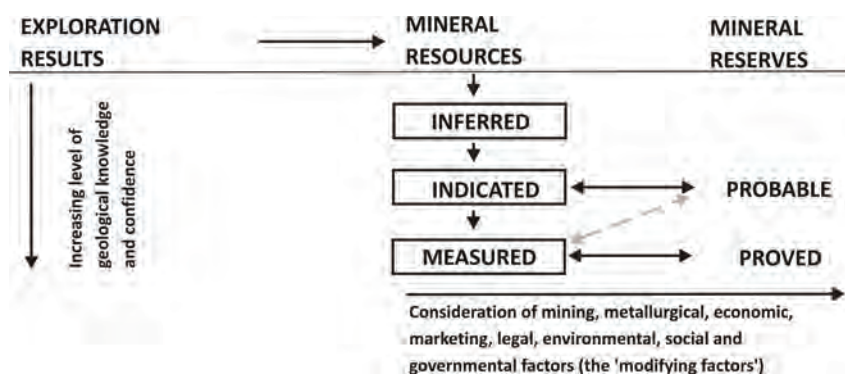 EXPLORATION
RESULTS
MINERAL
RESOURCES
MINERAL
RESERVES
Increasing level of
geological knowledge
and confidence
INFERRED
INDICATED
PROBABLE
MEASURED
PROVED
Consideration of mining, metallurgical, economic,
marketing, legal, environmental, social and
governmental factors (the 'modifying factors')